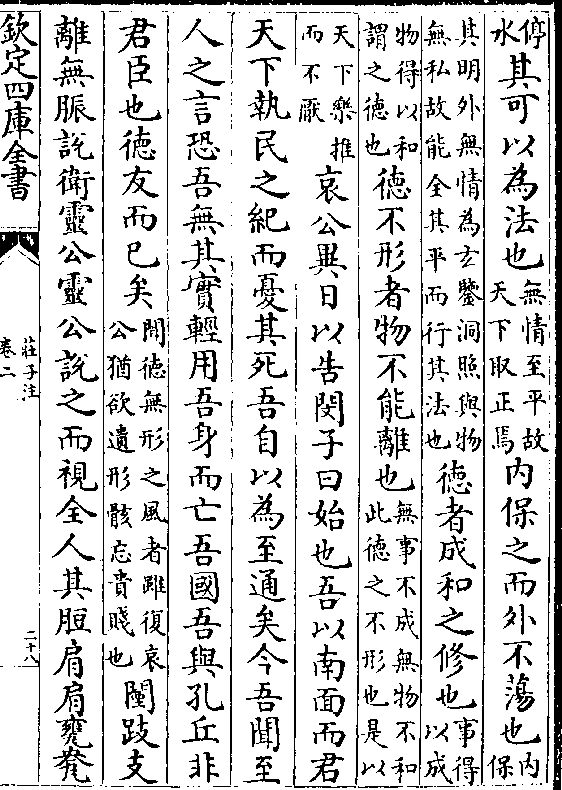 停水其可以為法也無情至平故天下取正焉内保之而外不蕩也内保
其明外無情為玄鑒洞照與物無私故能全其平而行其法也德者成和之修也事得以成
物得以和謂之德也德不形者物不能離也無事不成無物不和此德之不形也是以
天下樂推而不厭哀公異日以告閔子曰始也吾以南面而君
天下執民之紀而憂其死吾自以為至通矣今吾聞至
人之言恐吾無其實輕用吾身而亡吾國吾與孔丘非
君臣也德友而已矣聞德無形之風者雖復哀公猶欲遺形骸忘貴賤也闉跂支
離無脤說衛靈公靈公說之而視全人其脰肩肩甕㼜
欽定四庫全書
莊子注
卷二
二十八